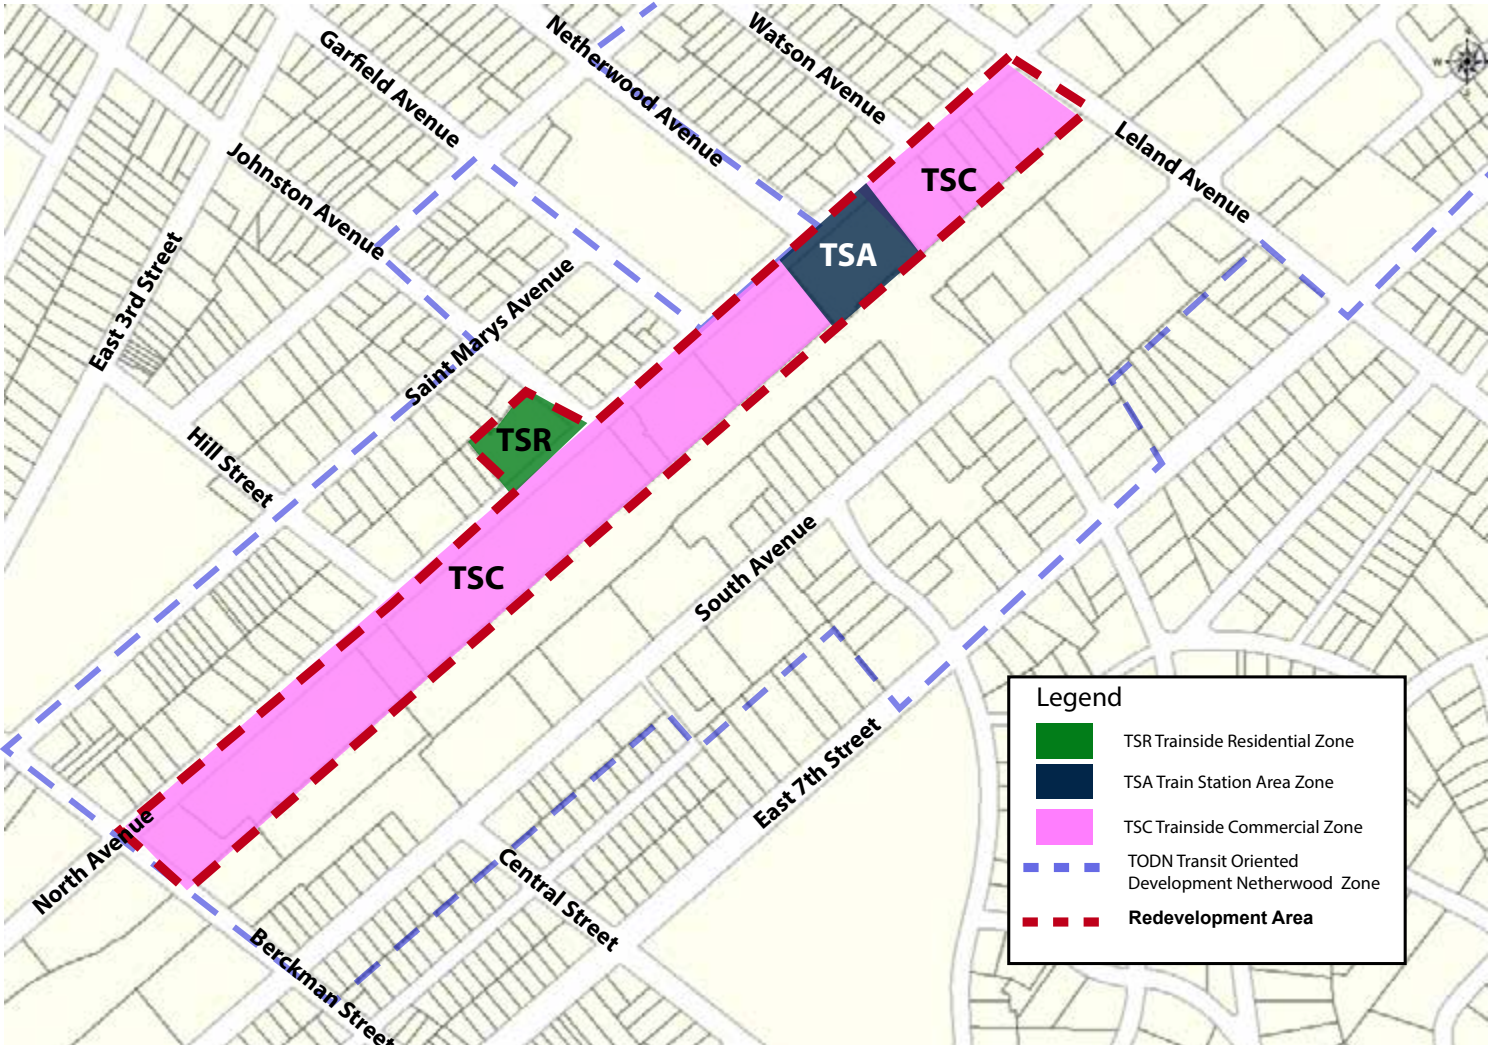 Netherwood Avenue
Watson Avenue
Garfield Avenue
Leland Avenue
Johnston Avenue
TSC
TSA
East 3rd Street
Saint Marys Avenue
TSR
Hill Street
TSC
South Avenue
Legend
TSR Trainside Residential Zone
TSA Train Station Area Zone
TSC Trainside Commercial Zone
TODN Transit Oriented
Development Netherwood Zone
Redevelopment Area
East 7th Street
North Avenue
Central Street
Berckman Street
W